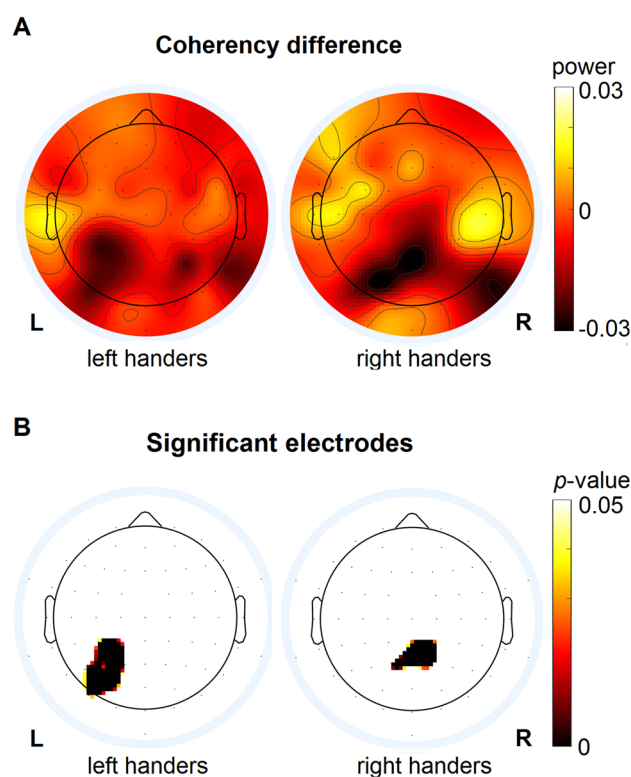 A
Coherency difference
power
0.03
0
-0.03
L
R
left handers
right handers
B
Significant electrodes
p-value
0.05
0
L
R
left handers
right handers